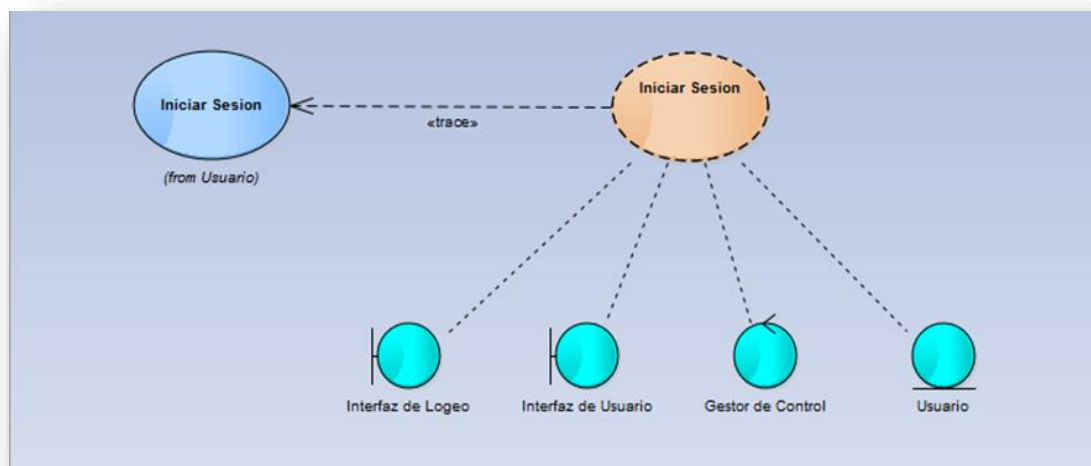 Iniciar Sesion
Iniciar Sesion
«trace»
(from Usuario)
Interfaz de Logeo
Interfaz de Usuario
Gestor de Control
Usuario